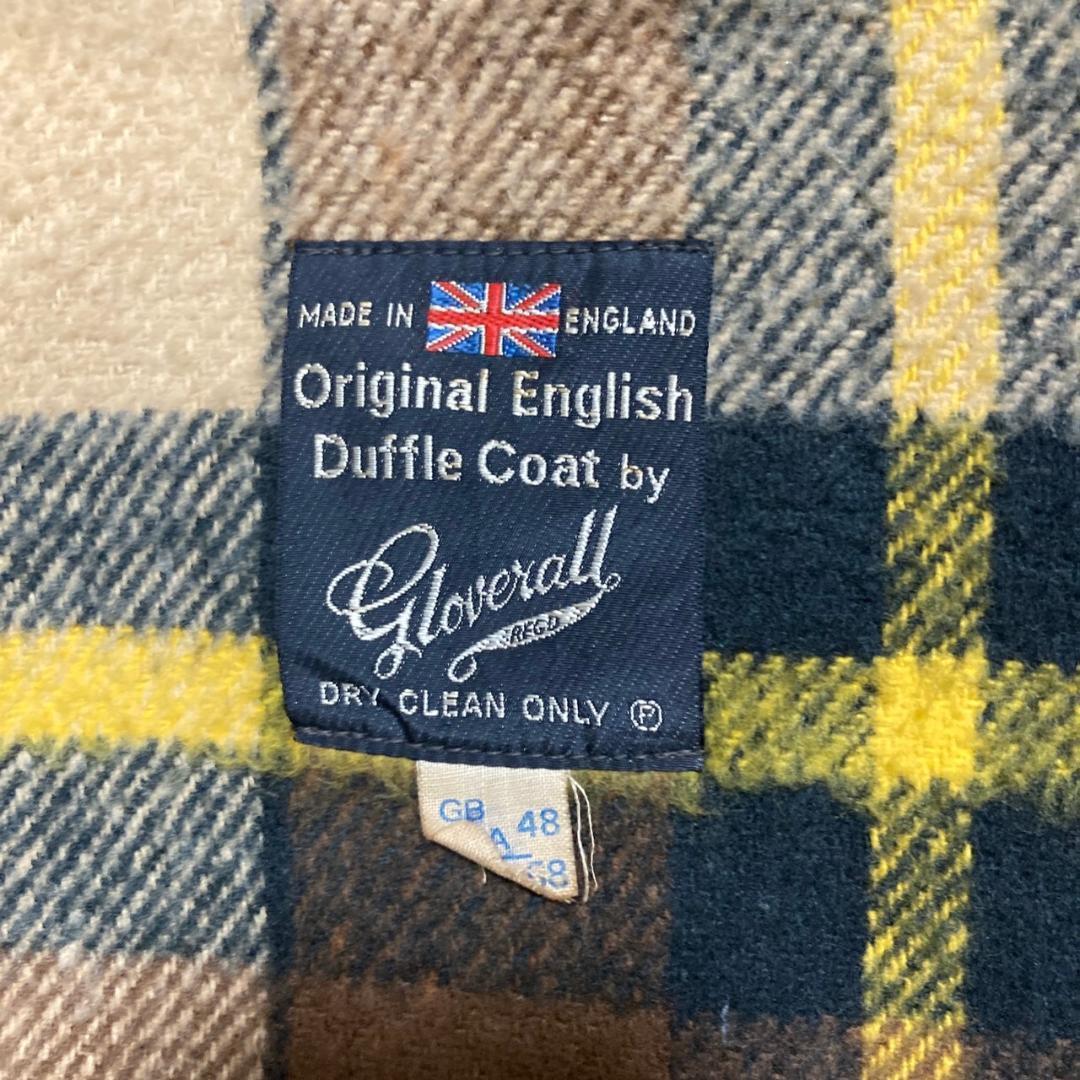 MADE IN ENGLAND
Original English
Duffle Coat by
Gloverall
REGD
DRY CLEAN ONLY Ⓟ
GB 48